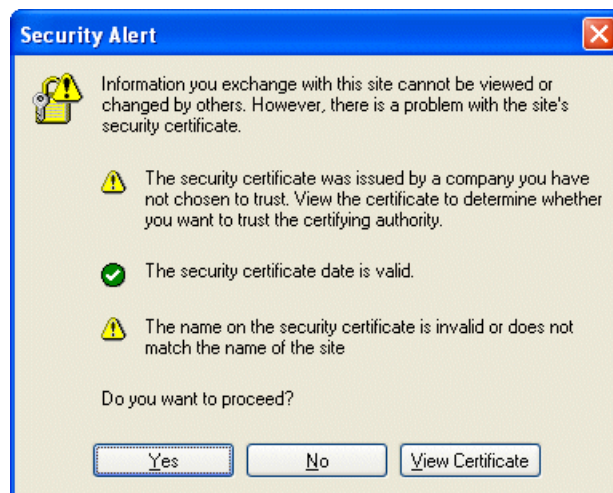 Security Alert
Information you exchange with this site cannot be viewed or
changed by others. However, there is a problem with the site's
security certificate.
The security certificate was issued by a company you have
not chosen to trust. View the certificate to determine whether
you want to trust the certifying authority.
The security certificate date is valid.
The name on the security certificate is invalid or does not
match the name of the site
Do you want to proceed?
Yes No View Certificate